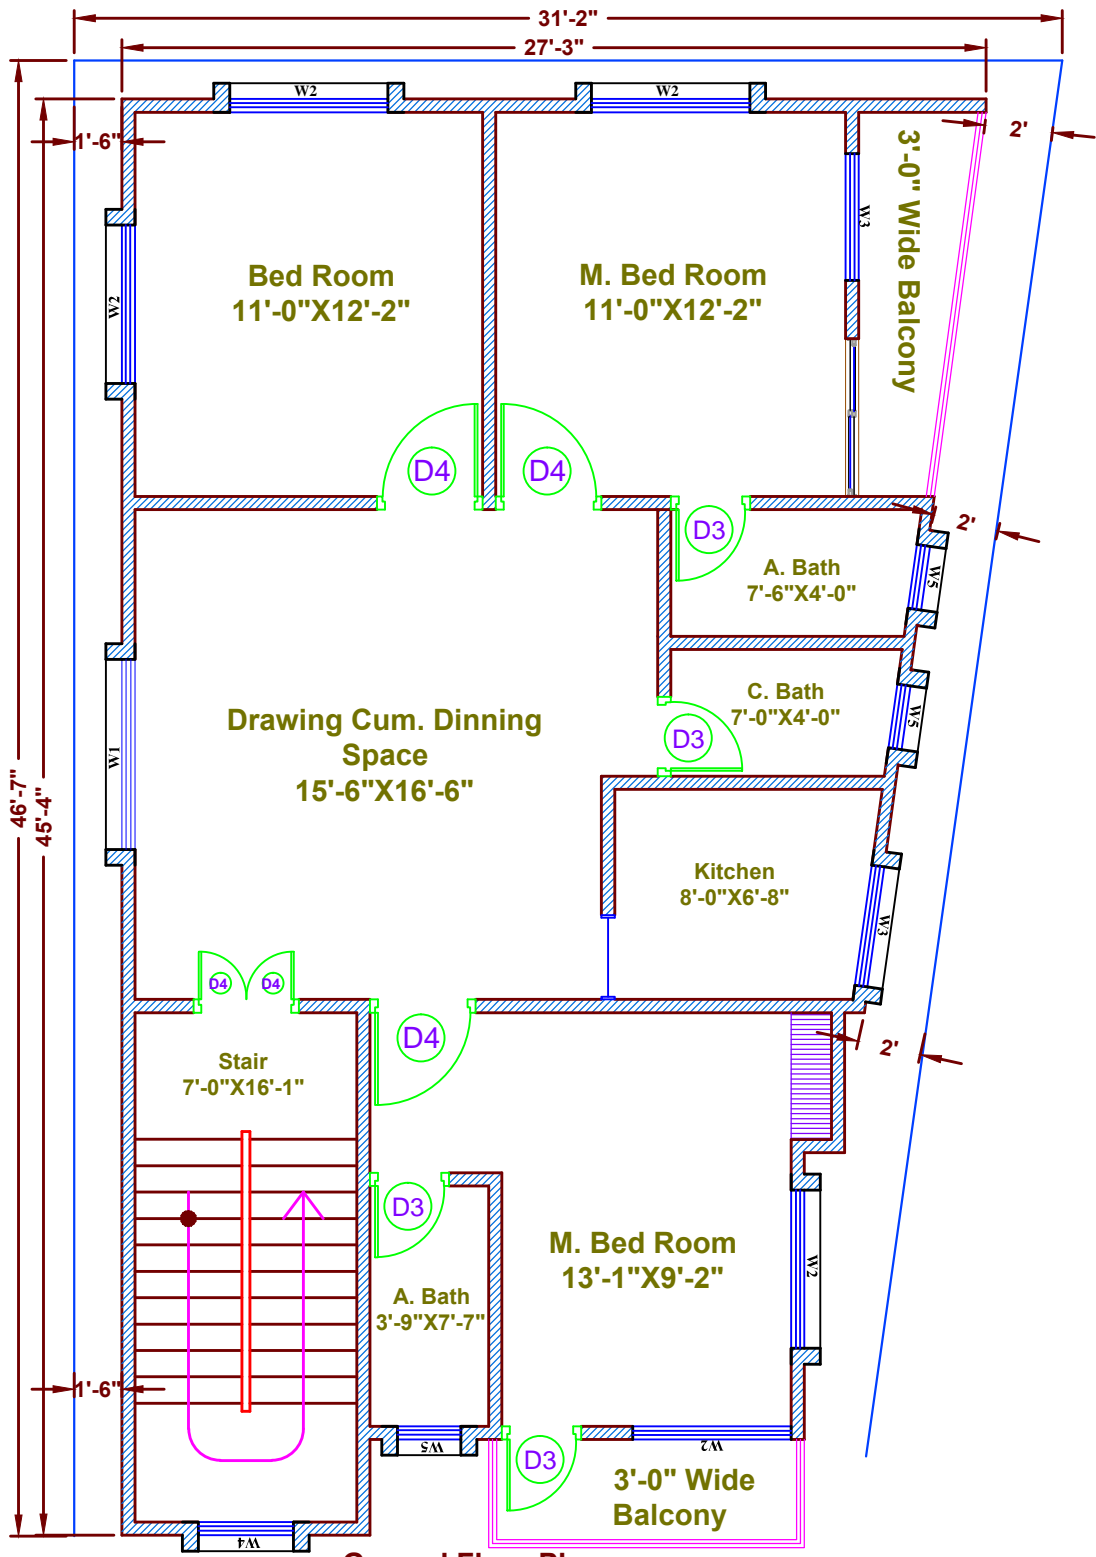 31'-2"
27'-3"
W2
W2
1'-6"
2'
3'-0" Wide Balcony
W3
W2
Bed Room
11'-0"X12'-2"
M. Bed Room
11'-0"X12'-2"
D4
D4
D3
2'
A. Bath
7'-6"X4'-0"
W5
C. Bath
7'-0"X4'-0"
W5
D3
Drawing Cum. Dinning
Space
15'-6"X16'-6"
W1
46'-7"
45'-4"
Kitchen
8'-0"X6'-8"
W3
D4
D4
D4
2'
Stair
7'-0"X16'-1"
D3
M. Bed Room
13'-1"X9'-2"
W2
A. Bath
3'-9"X7'-7"
1'-6"
W5
D3
W2
3'-0" Wide
Balcony
W4